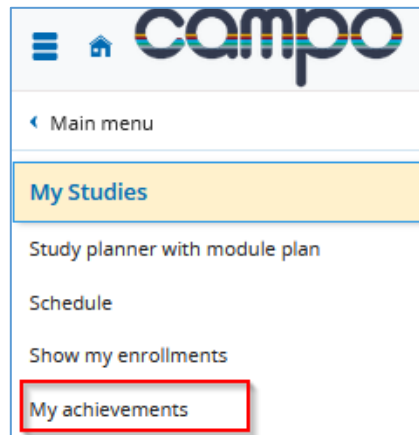 campo
Main menu
My Studies
Study planner with module plan
Schedule
Show my enrollments
My achievements